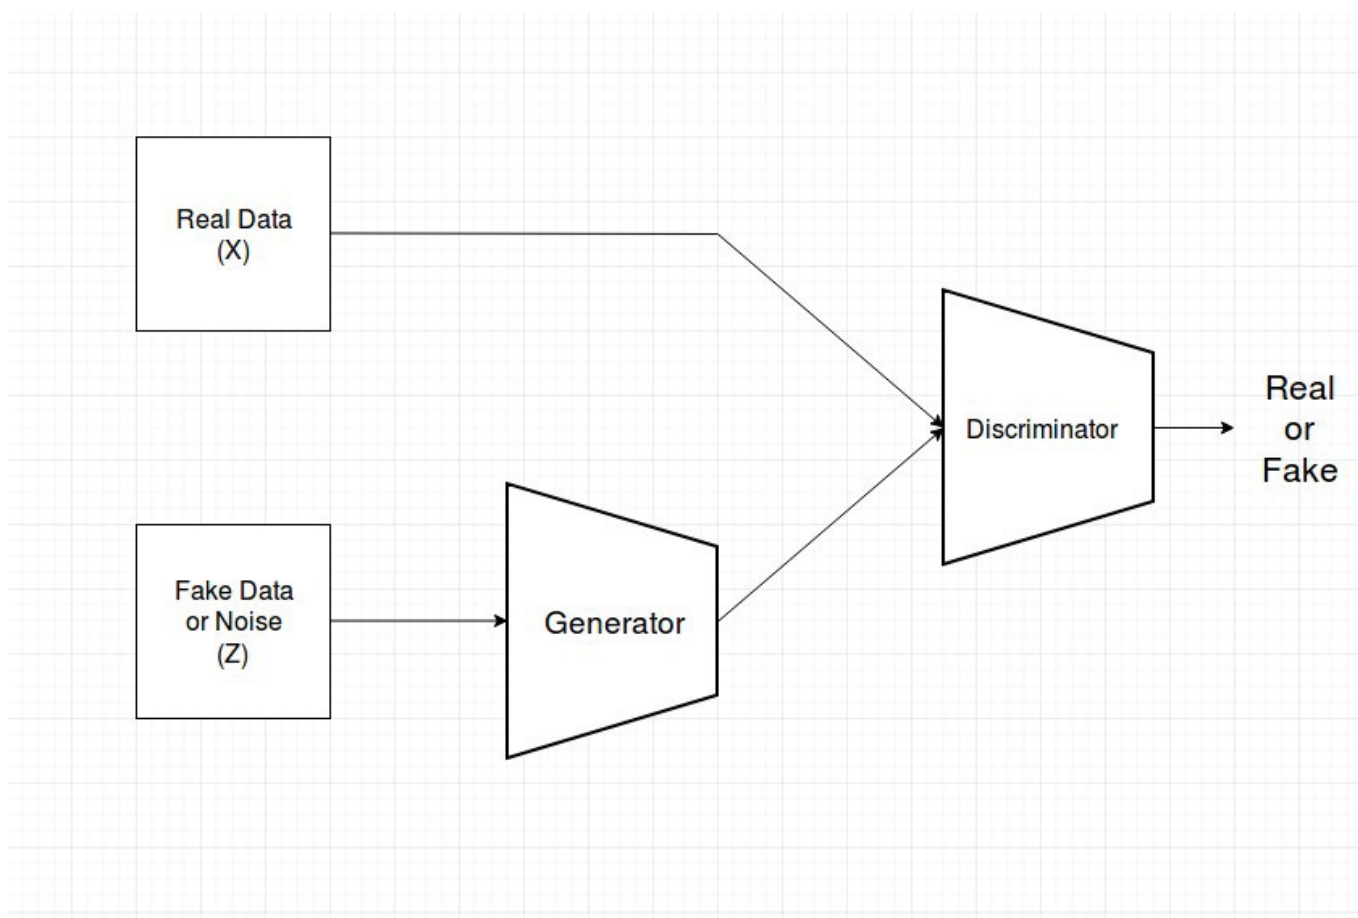 Real Data
(X)
Fake Data
or Noise
(Z)
Generator
Discriminator
Real
or
Fake